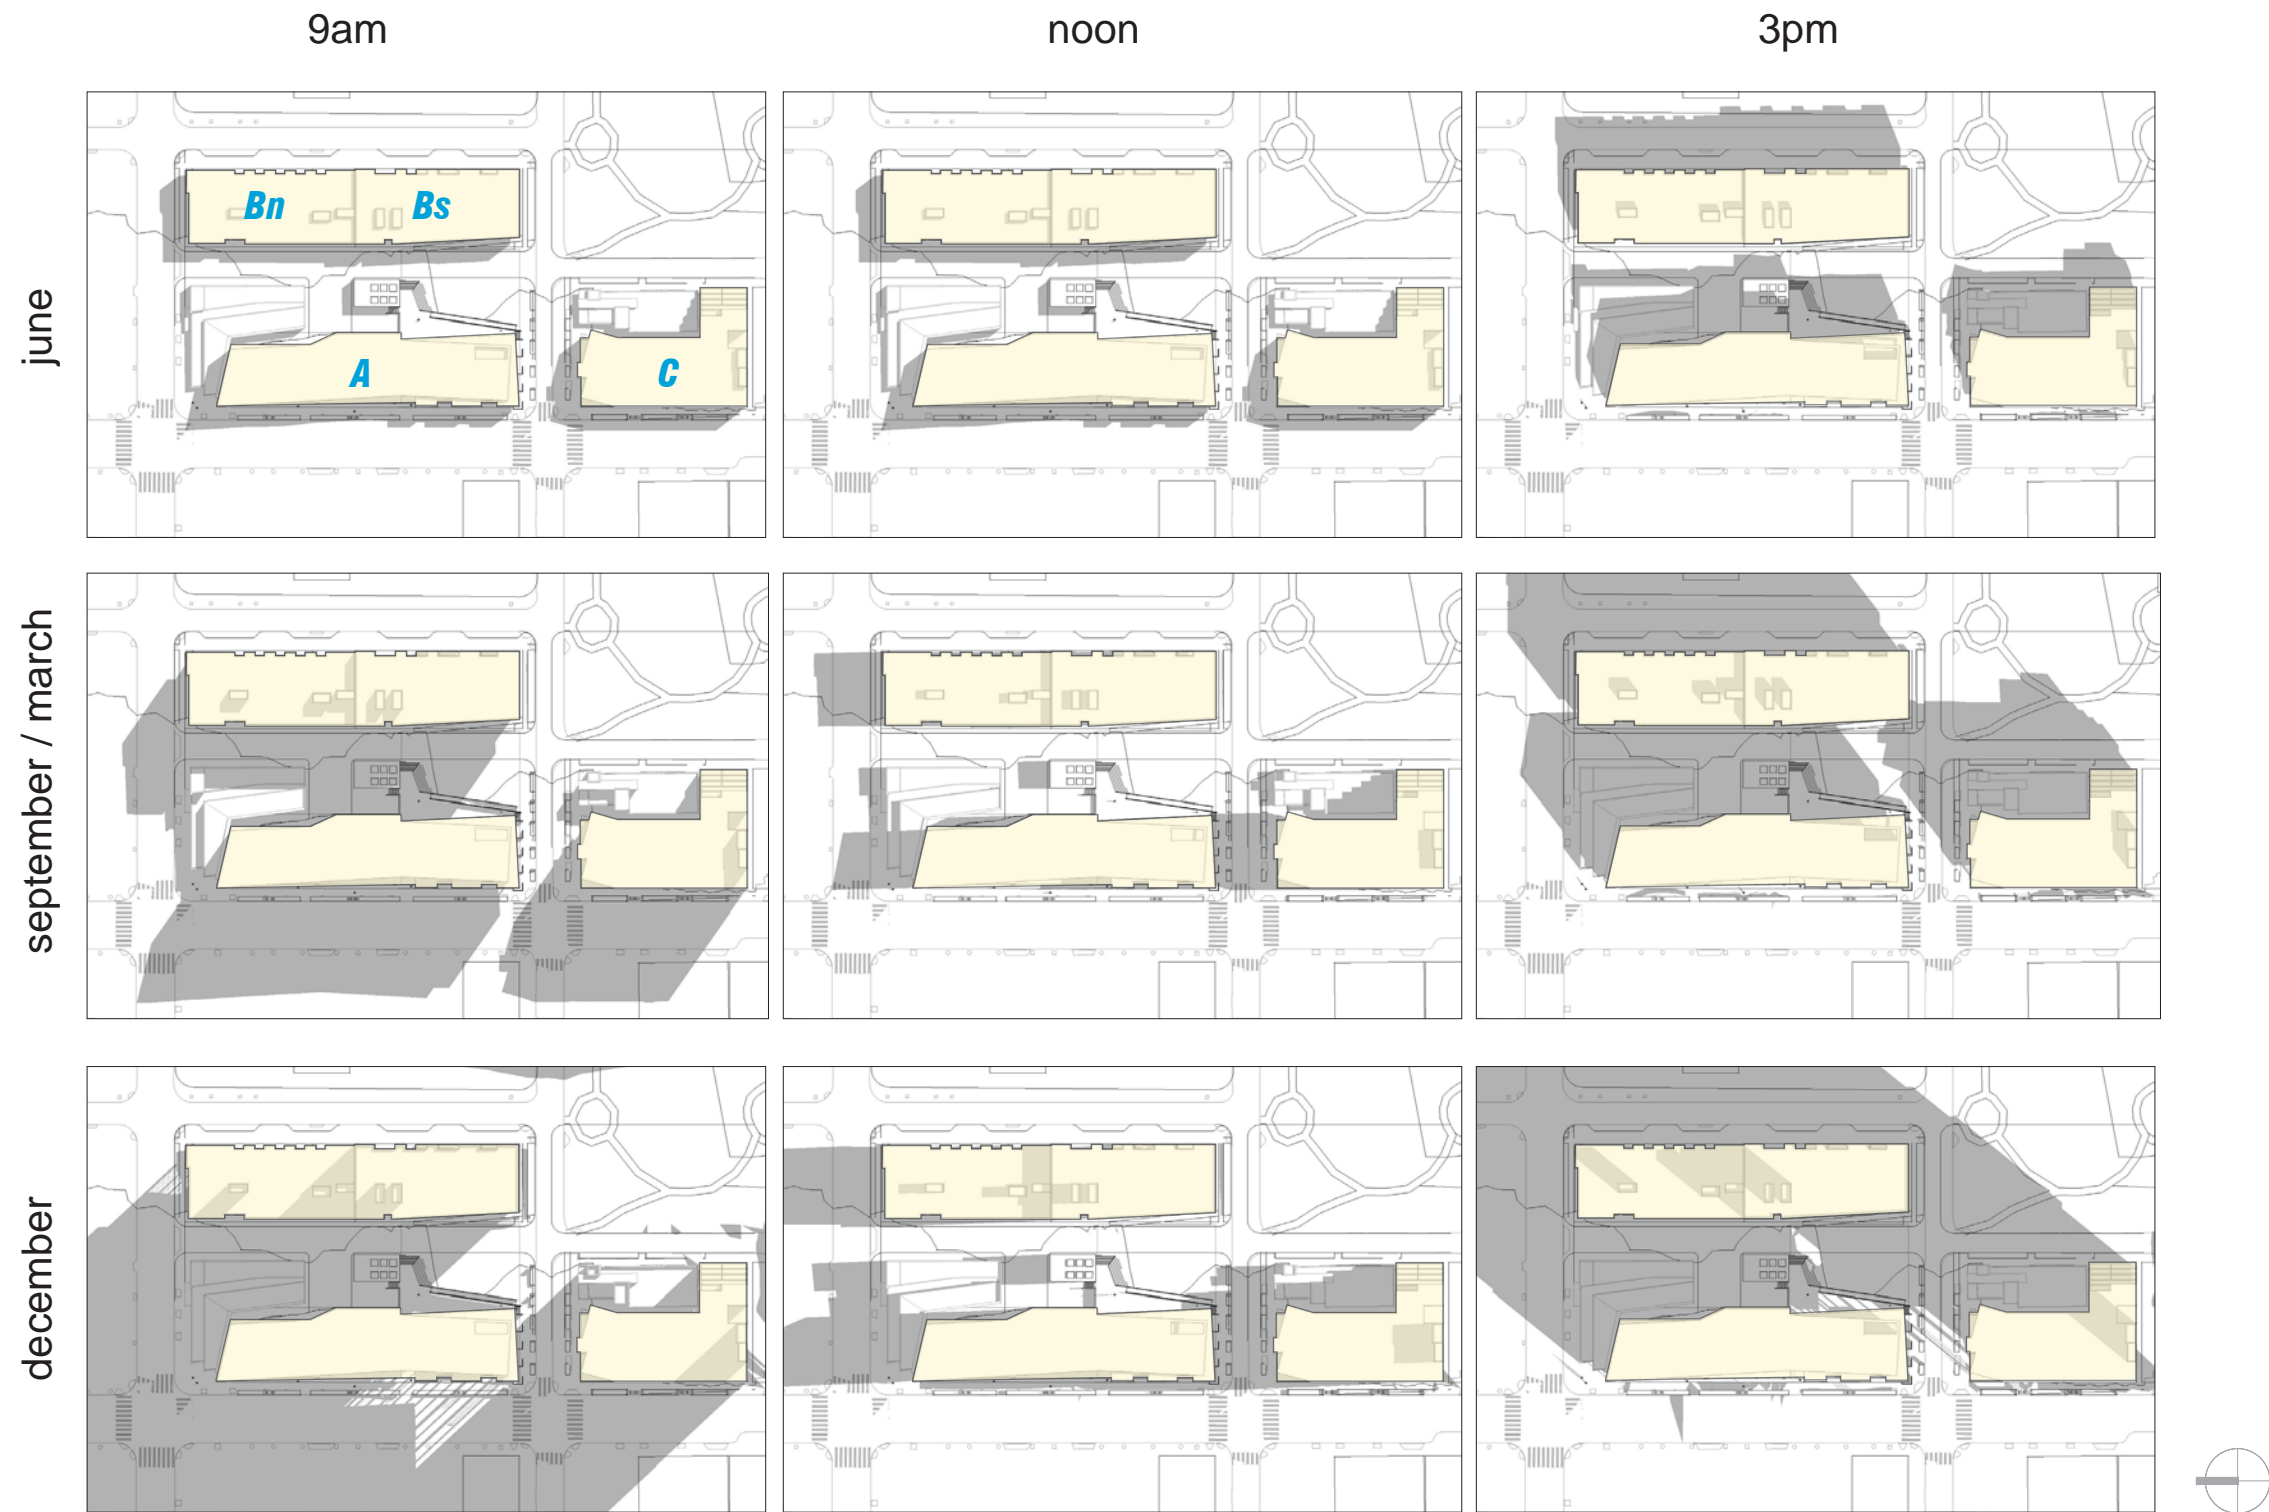 9am noon 3pm
june
Bn Bs
A C
september / march
december